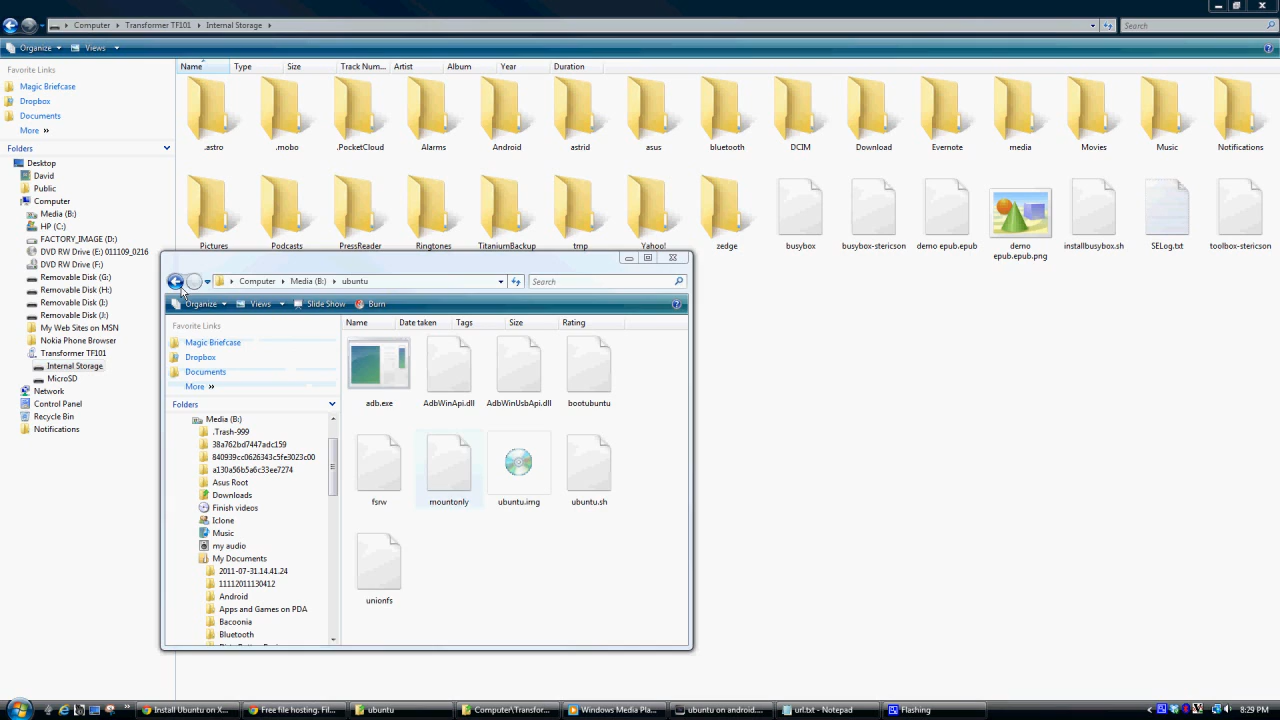 Computer Transformer TF101 Internal Storage
Search
Organize Views
Favorite Links
Magic Briefcase
Dropbox
Documents
More
Folders
Desktop
David
Public
Computer
Media (B:)
HP (C:)
FACTORY_IMAGE (D:)
DVD RW Drive (E:) 011109_0216
DVD RW Drive (F:)
Removable Disk (G:)
Removable Disk (H:)
Removable Disk (I:)
Removable Disk (J:)
My Web Sites on MSN
Nokia Phone Browser
Transformer TF101
Internal Storage
MicroSD
Network
Control Panel
Recycle Bin
Notifications
Name Type Size Track Num... Artist Album Year Duration
.astro .mobo .PocketCloud Alarms Android astrid asus bluetooth DCIM Download Evernote media Movies Music Notifications
Pictures Podcasts PressReader Ringtones TitaniumBackup tmp Yahoo! zedge busybox busybox-stericson demo epub.epub demo epub.epub.png installbusybox.sh SELog.txt toolbox-stericson
Computer Media (B:) ubuntu
Search
Organize Views Slide Show Burn
Favorite Links
Magic Briefcase
Dropbox
Documents
More
Folders
Media (B:)
.Trash-999
38a762bd7447adc159
840939cc0626343c5fe3023c00
a130a56b5a6c33ee7274
Asus Root
Downloads
Finish videos
Iclone
Music
my audio
My Documents
2011-07-31.14.41.24
11112011130412
Android
Apps and Games on PDA
Bacoonia
Bluetooth
Name Date taken Tags Size Rating
adb.exe AdbWinApi.dll AdbWinUsbApi.dll bootubuntu
fsrw mountonly ubuntu.img ubuntu.sh
unionfs
Install Ubuntu on X... Free file hosting. Fil... ubuntu Computer\Transfor... Windows Media Pla... ubuntu on android.... url.txt - Notepad Flashing 8:29 PM